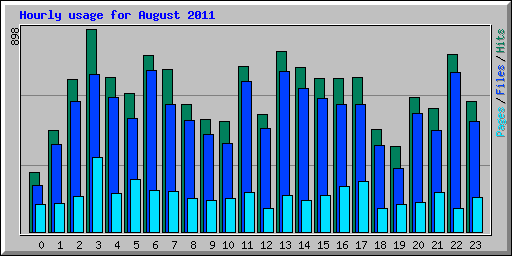 Hourly usage for August 2011
898
Pages/Files/Hits
0 1 2 3 4 5 6 7 8 9 10 11 12 13 14 15 16 17 18 19 20 21 22 23